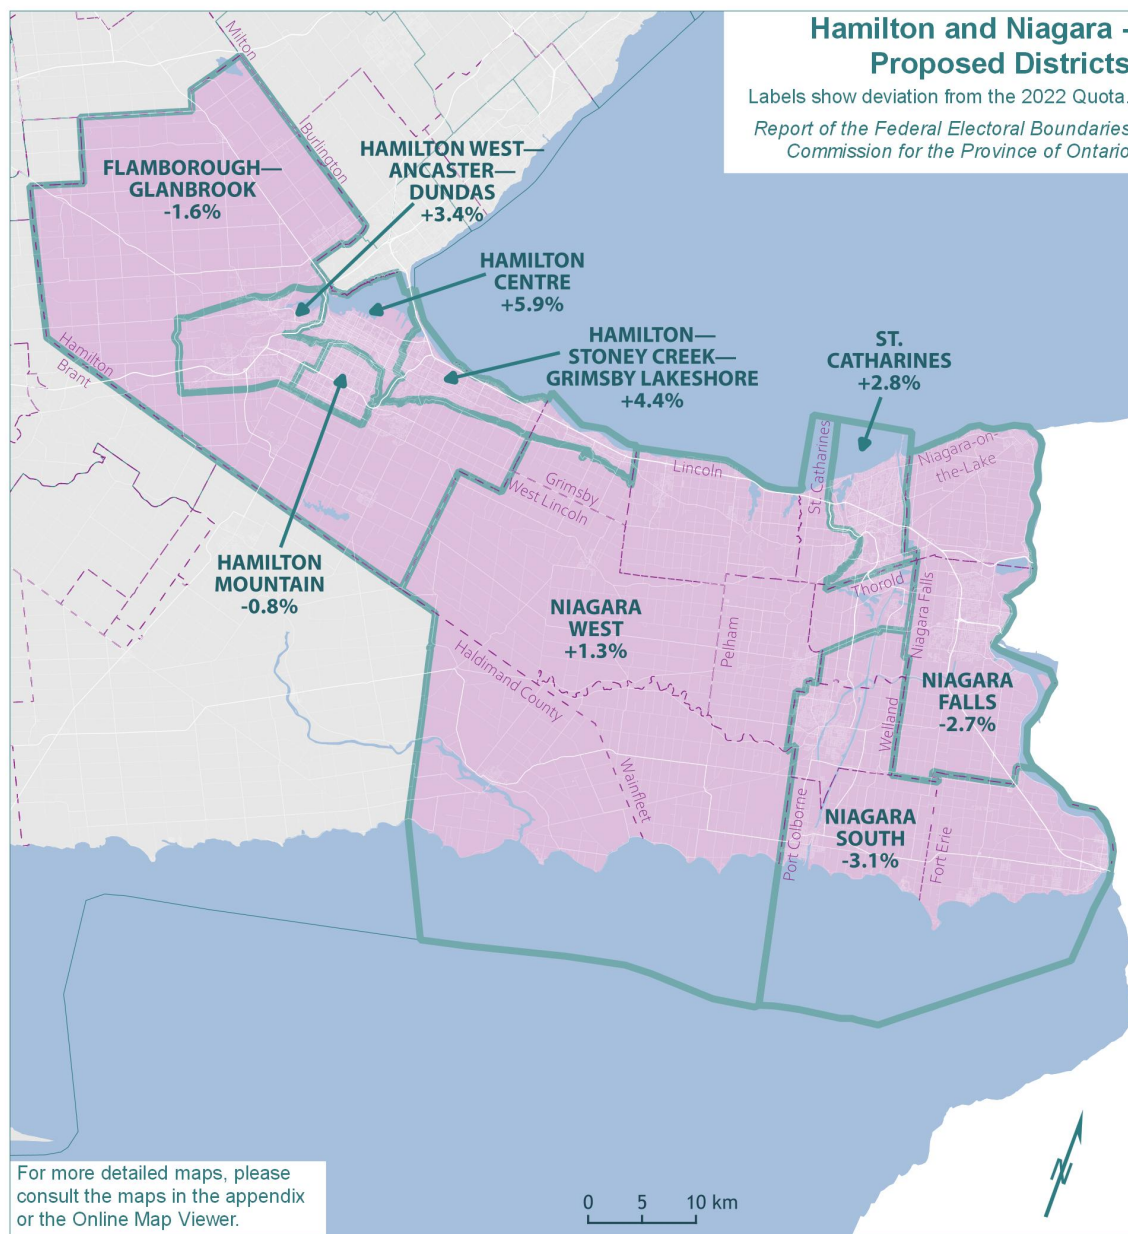 Hamilton and Niagara -
Proposed Districts
Labels show deviation from the 2022 Quota.
Report of the Federal Electoral Boundaries
Commission for the Province of Ontario
Milton
Burlington
FLAMBOROUGH—
GLANBROOK
-1.6%
HAMILTON WEST—
ANCASTER—
DUNDAS
+3.4%
HAMILTON
CENTRE
+5.9%
HAMILTON—
STONEY CREEK—
GRIMSBY LAKESHORE
+4.4%
ST.
CATHARINES
+2.8%
Hamilton
Brant
St. Catharines
Niagara-on-
the-Lake
Lincoln
Grimsby
West Lincoln
HAMILTON
MOUNTAIN
-0.8%
Thorold
Niagara Falls
NIAGARA
WEST
+1.3%
Pelham
Haldimand County
Welland
NIAGARA
FALLS
-2.7%
Wainfleet
Port Colborne
NIAGARA
SOUTH
-3.1%
Fort Erie
For more detailed maps, please
consult the maps in the appendix
or the Online Map Viewer.
0 5 10 km
N